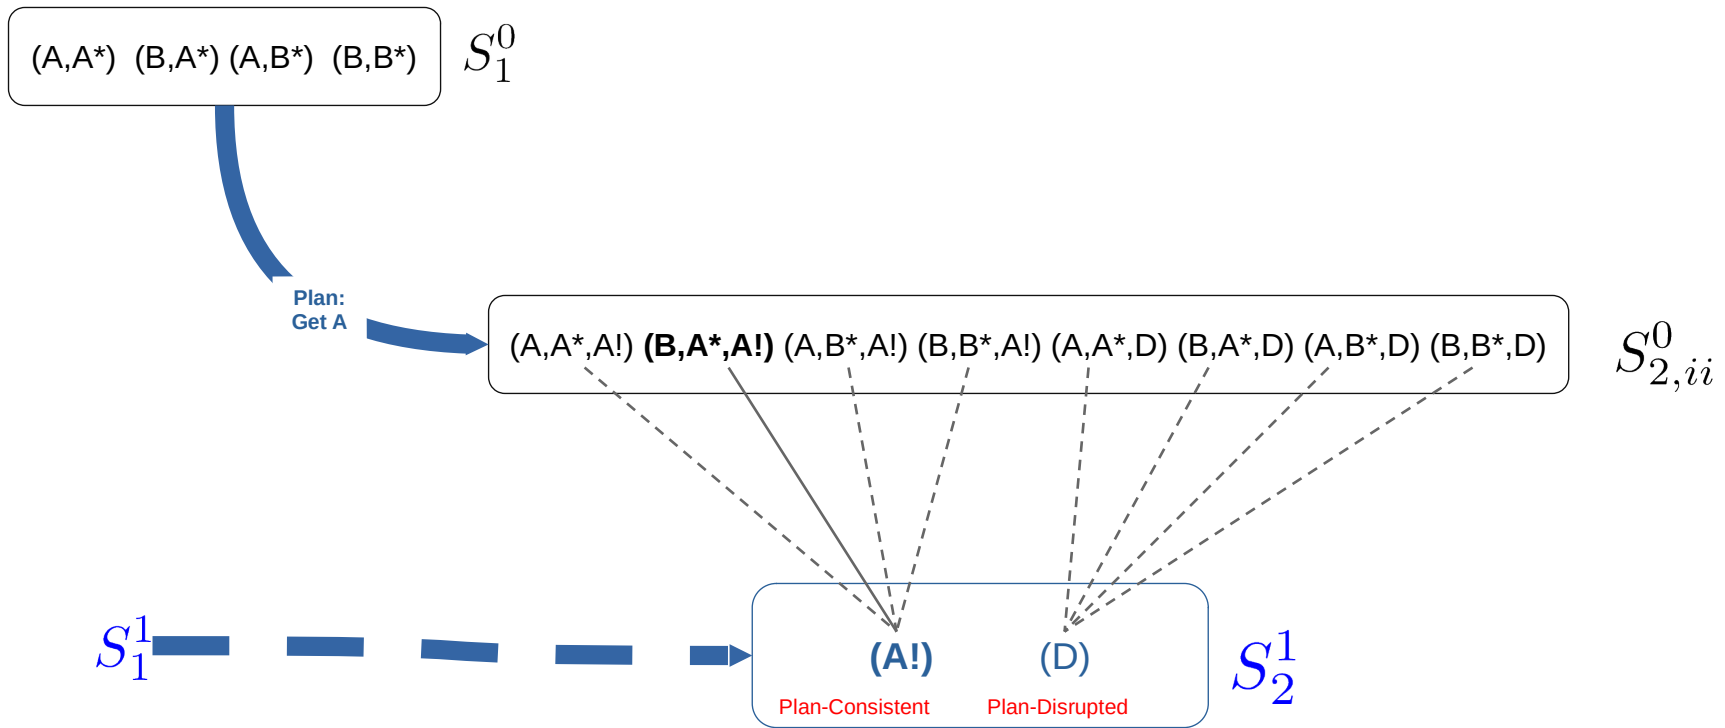 (A,A*) (B,A*) (A,B*) (B,B*)
S_1^0
Plan:
Get A
(A,A*,A!) (B,A*,A!) (A,B*,A!) (B,B*,A!) (A,A*,D) (B,A*,D) (A,B*,D) (B,B*,D)
S_{2,ii}^0
S_1^1
(A!) (D)
S_2^1
Plan-Consistent Plan-Disrupted